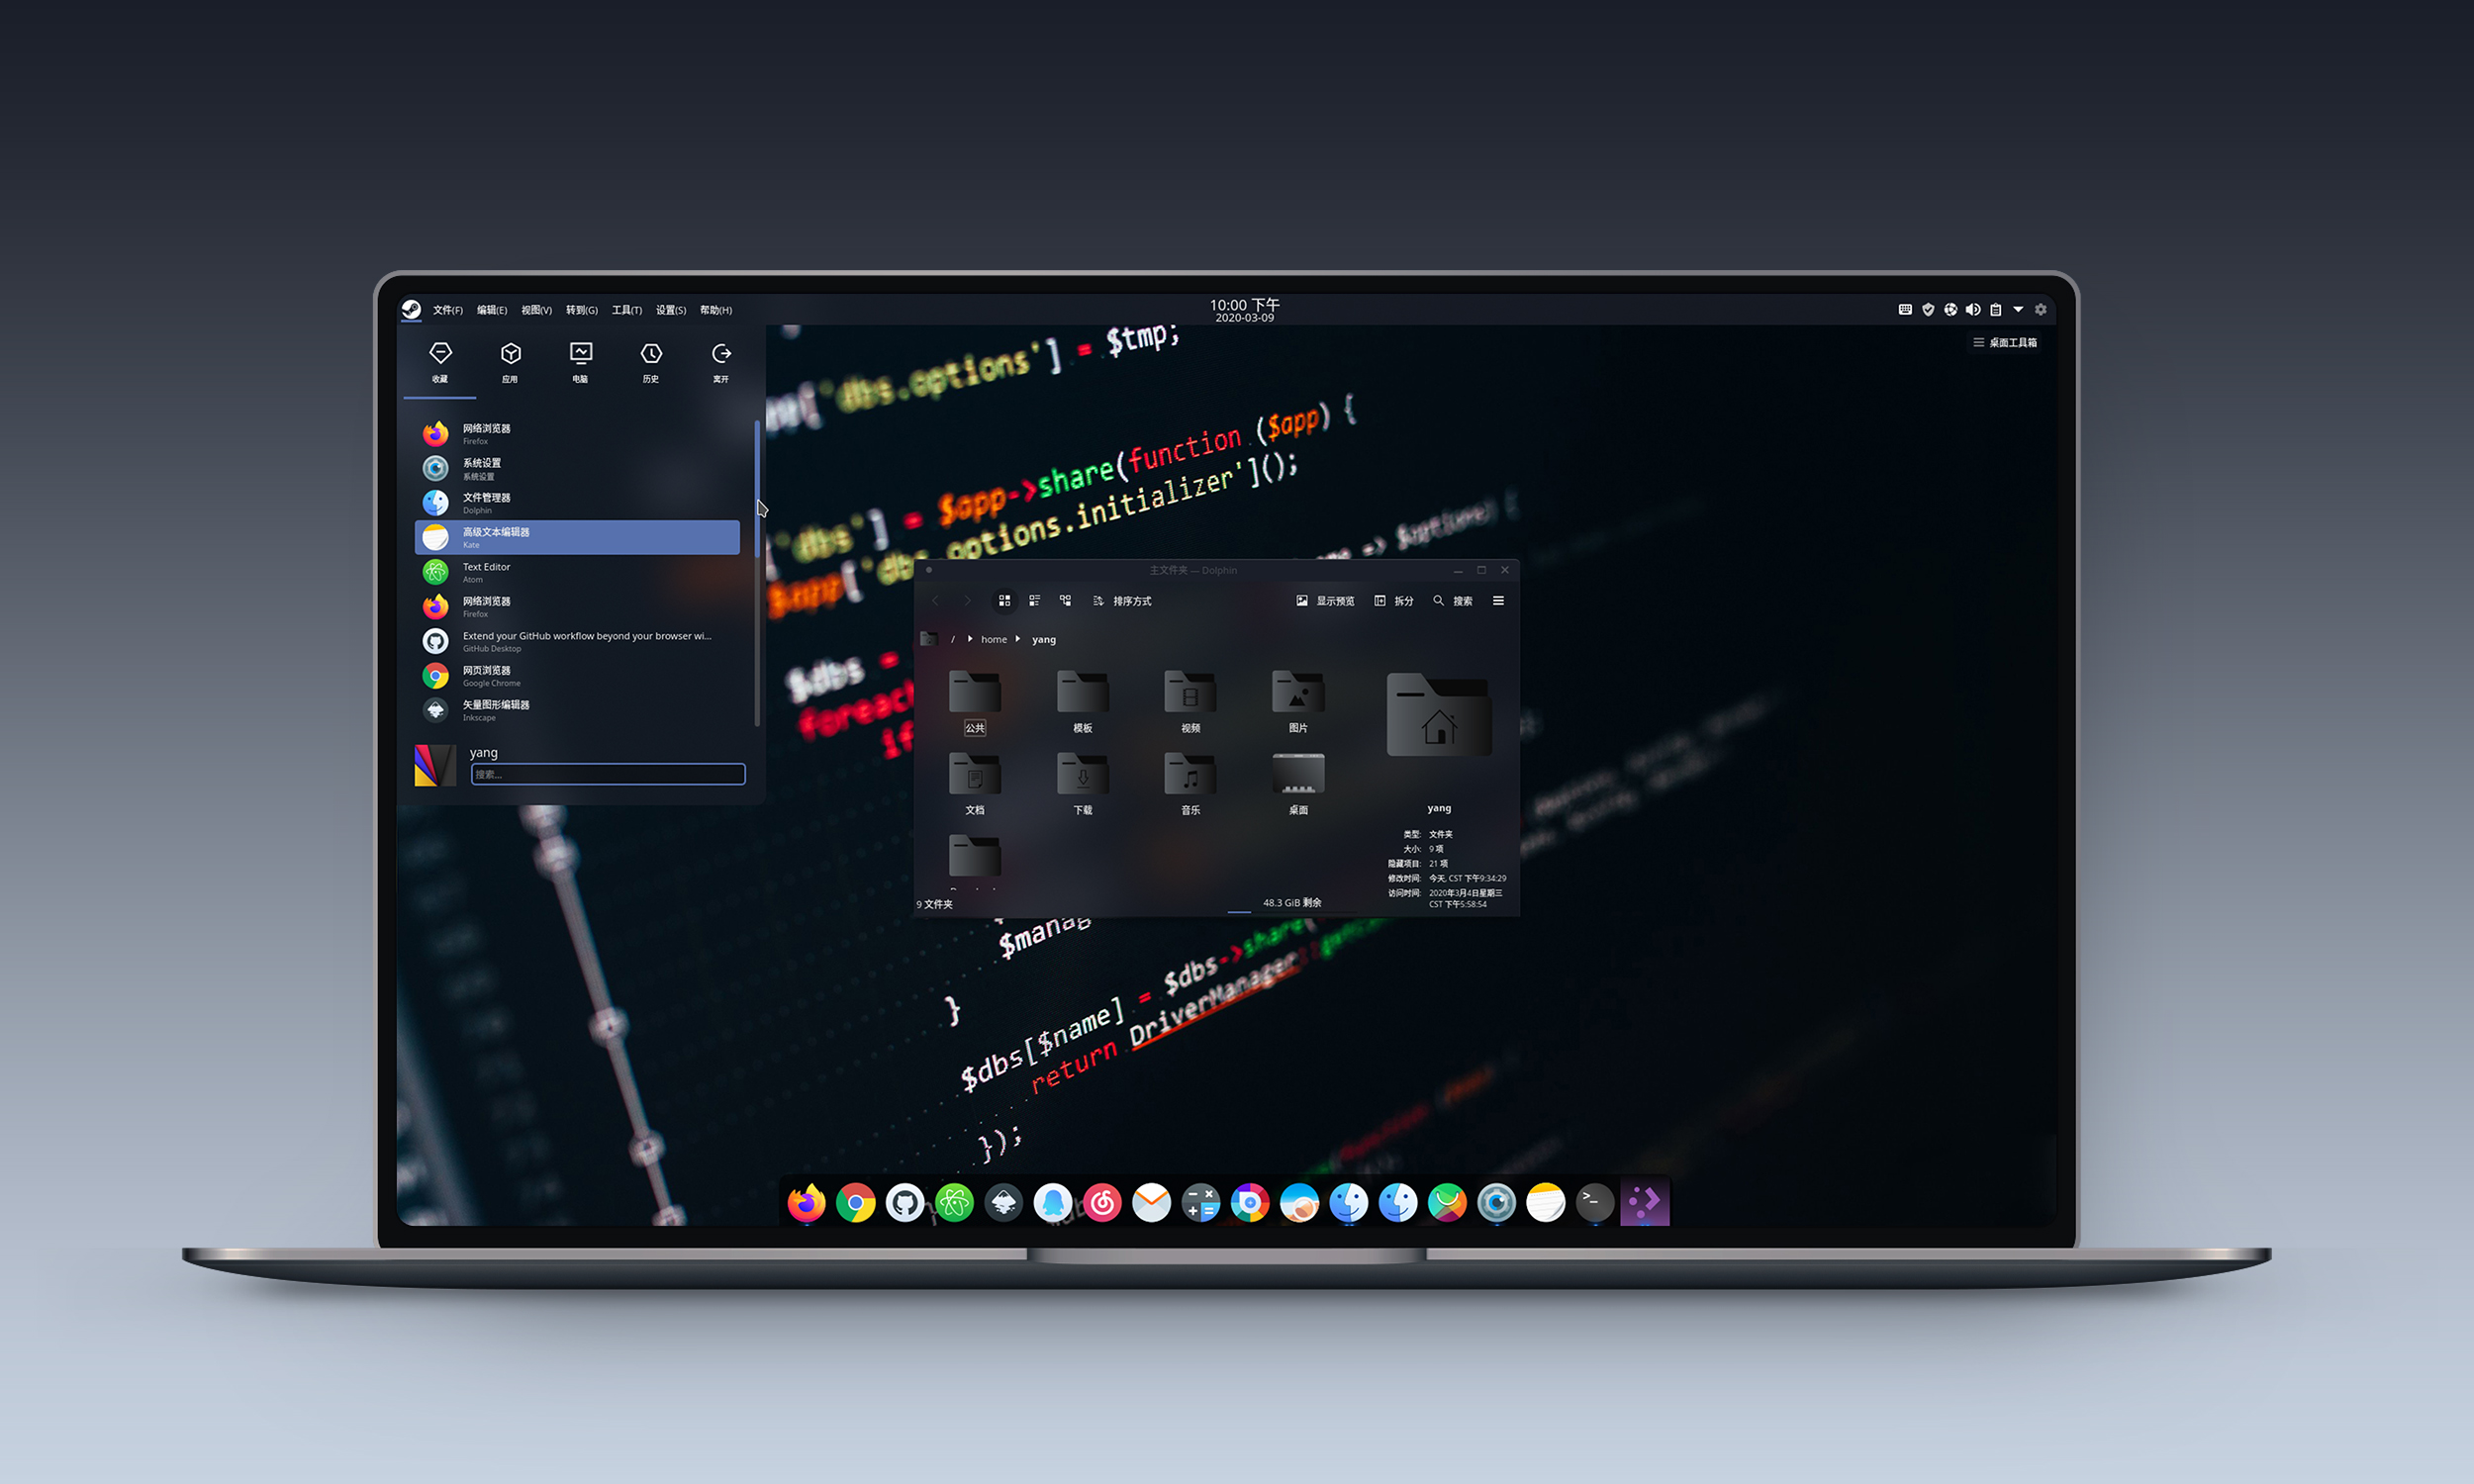 文件(F) 编辑(E) 视图(V) 转到(G) 工具(T) 设置(S) 帮助(H)
10:00 下午
2020-03-09
桌面工具箱
收藏 应用 电脑 历史 离开
网络浏览器
Firefox
系统设置
系统设置
文件管理器
Dolphin
高级文本编辑器
Kate
Text Editor
Atom
网络浏览器
Firefox
Extend your GitHub workflow beyond your browser wi...
GitHub Desktop
网页浏览器
Google Chrome
矢量图形编辑器
Inkscape
yang
搜索...
'dbs.options'] = $tmp;
'dbs'] = $app->share(function ($app) {
'dbs.options.initializer']();
=> $options) {
$dbs =
foreach
if
主文件夹 — Dolphin
排序方式 显示预览 拆分 搜索
/ home yang
公共 模板 视频 图片
文档 下载 音乐 桌面
yang
类型: 文件夹
大小: 9 项
隐藏项目: 21 项
修改时间: 今天, CST 下午9:34:29
访问时间: 2020年3月4日星期三
CST 下午5:58:54
9 文件夹 48.3 GiB 剩余
$manag
}
$dbs[$name] = $dbs->share(
return DriverManager
});